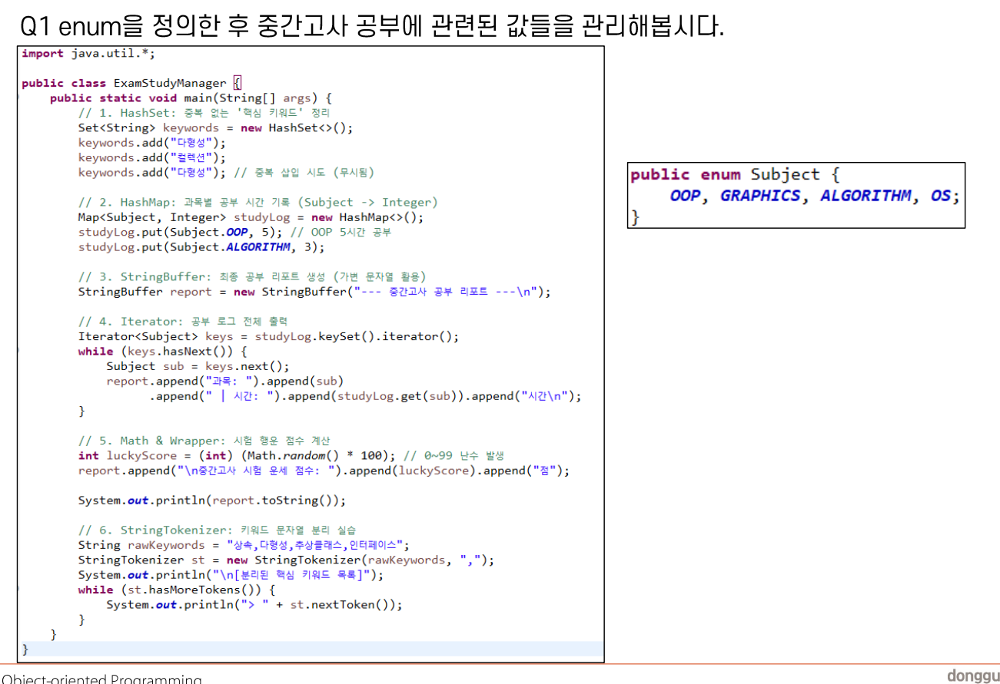 Q1 enum을 정의한 후 중간고사 공부에 관련된 값들을 관리해봅시다.
import java.util.*;
public class ExamStudyManager {
public static void main(String[] args) {
// 1. HashSet: 중복 없는 '핵심 키워드' 정리
Set<String> keywords = new HashSet<>();
keywords.add("다형성");
keywords.add("컬렉션");
keywords.add("다형성"); // 중복 삽입 시도 (무시됨)
// 2. HashMap: 과목별 공부 시간 기록 (Subject -> Integer)
Map<Subject, Integer> studyLog = new HashMap<>();
studyLog.put(Subject.OOP, 5); // OOP 5시간 공부
studyLog.put(Subject.ALGORITHM, 3);
// 3. StringBuffer: 최종 공부 리포트 생성 (가변 문자열 활용)
StringBuffer report = new StringBuffer("--- 중간고사 공부 리포트 ---\n");
// 4. Iterator: 공부 로그 전체 출력
Iterator<Subject> keys = studyLog.keySet().iterator();
while (keys.hasNext()) {
Subject sub = keys.next();
report.append("과목: ").append(sub)
.append(" | 시간: ").append(studyLog.get(sub)).append("시간\n");
}
// 5. Math & Wrapper: 시험 행운 점수 계산
int luckyScore = (int) (Math.random() * 100); // 0~99 난수 발생
report.append("\n중간고사 시험 운세 점수: ").append(luckyScore).append("점");
System.out.println(report.toString());
// 6. StringTokenizer: 키워드 문자열 분리 실습
String rawKeywords = "상속,다형성,추상클래스,인터페이스";
StringTokenizer st = new StringTokenizer(rawKeywords, ",");
System.out.println("\n[분리된 핵심 키워드 목록]");
while (st.hasMoreTokens()) {
System.out.println("> " + st.nextToken());
}
}
}
public enum Subject {
OOP, GRAPHICS, ALGORITHM, OS;
}
Object-oriented Programming
donggu